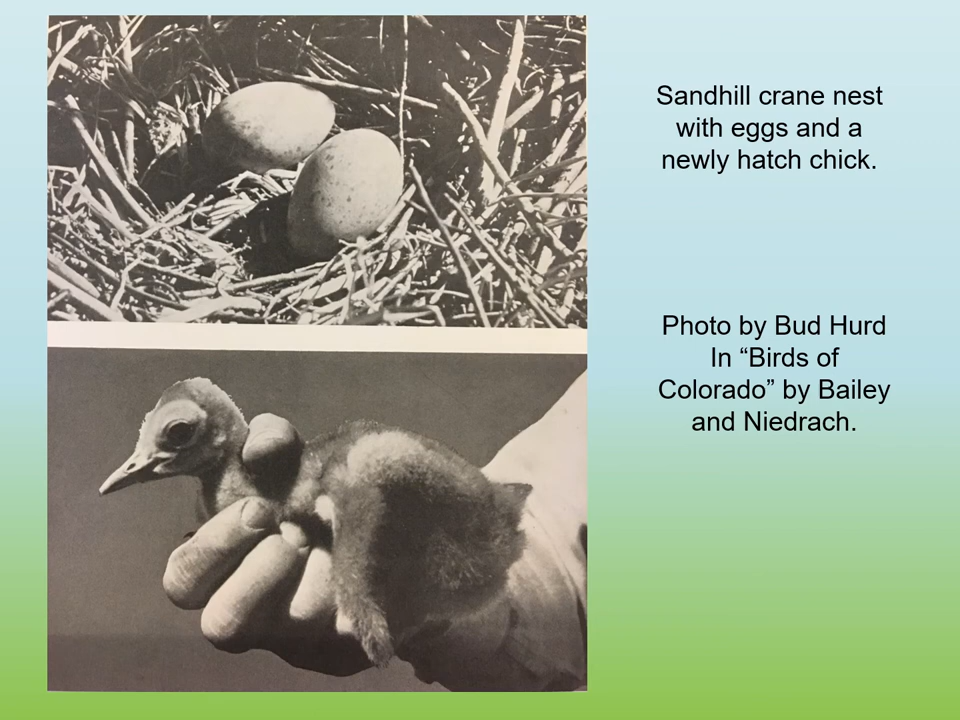 Sandhill crane nest
with eggs and a
newly hatch chick.
Photo by Bud Hurd
In “Birds of
Colorado” by Bailey
and Niedrach.